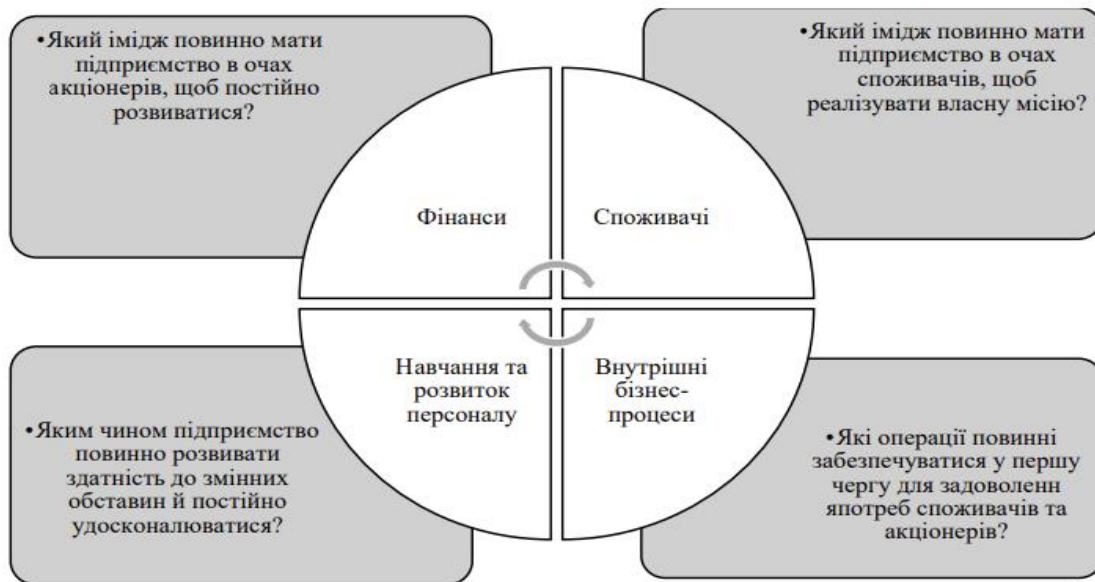 •Який імідж повинно мати
підприємство в очах
акціонерів, щоб постійно
розвиватися?
•Який імідж повинно мати
підприємство в очах
споживачів, щоб
реалізувати власну місію?
Фінанси
Споживачі
Навчання та
розвиток
персоналу
Внутрішні
бізнес-
процеси
•Яким чином підприємство
повинно розвивати
здатність до змінних
обставин й постійно
удосконалюватися?
•Які операції повинні
забезпечуватися у першу
чергу для задоволенн
япотреб споживачів та
акціонерів?